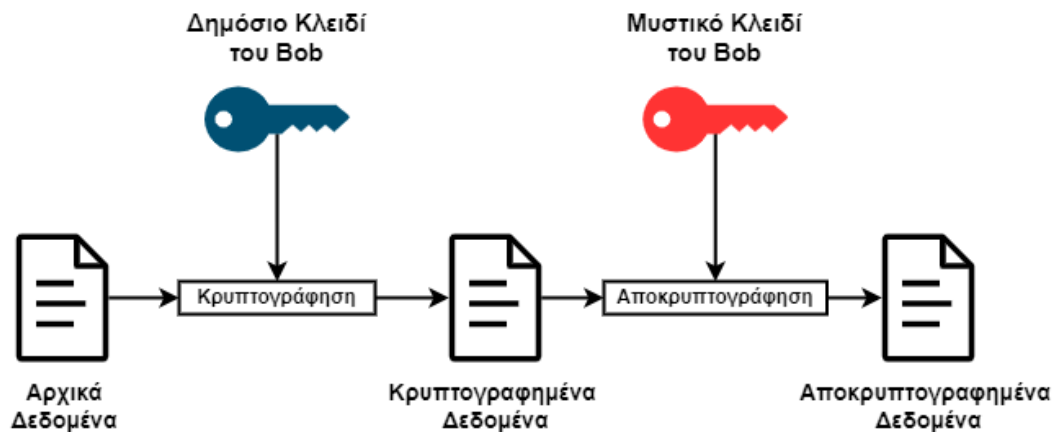 Δημόσιο Κλειδί
του Bob
Μυστικό Κλειδί
του Bob
Κρυπτογράφηση
Αποκρυπτογράφηση
Αρχικά
Δεδομένα
Κρυπτογραφημένα
Δεδομένα
Αποκρυπτογραφημένα
Δεδομένα